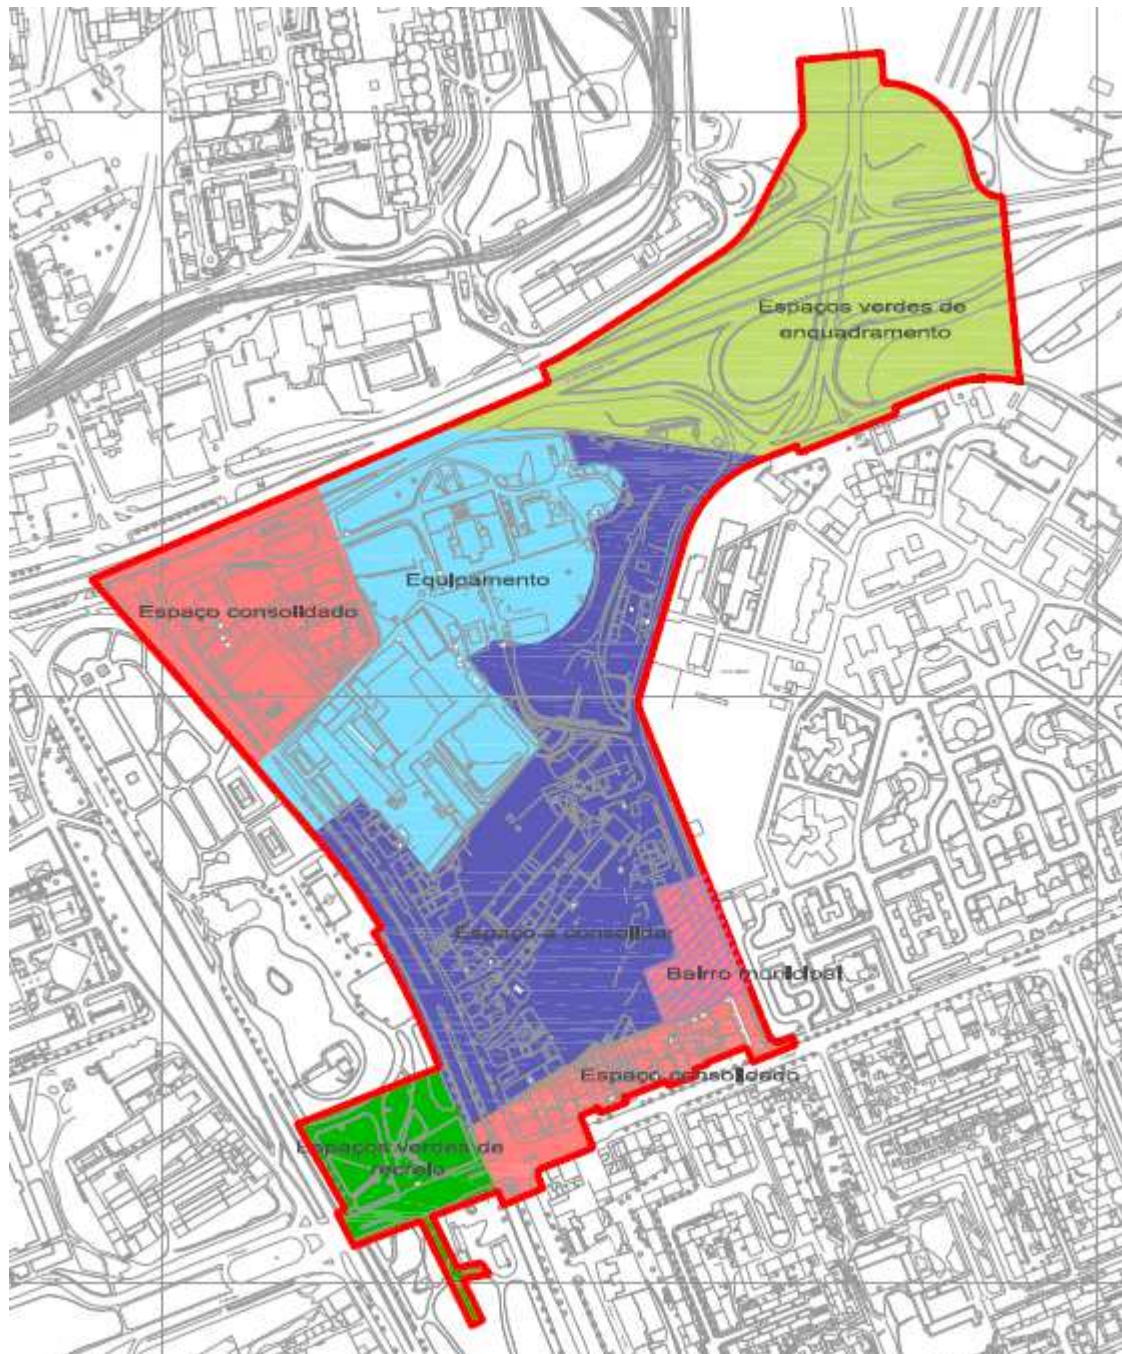 Espaços verdes de
enquadramento
Equipamento
Espaço consolidado
Espaço a consolidar
Bairro municipal
Espaço consolidado
Espaços verdes de
recreio